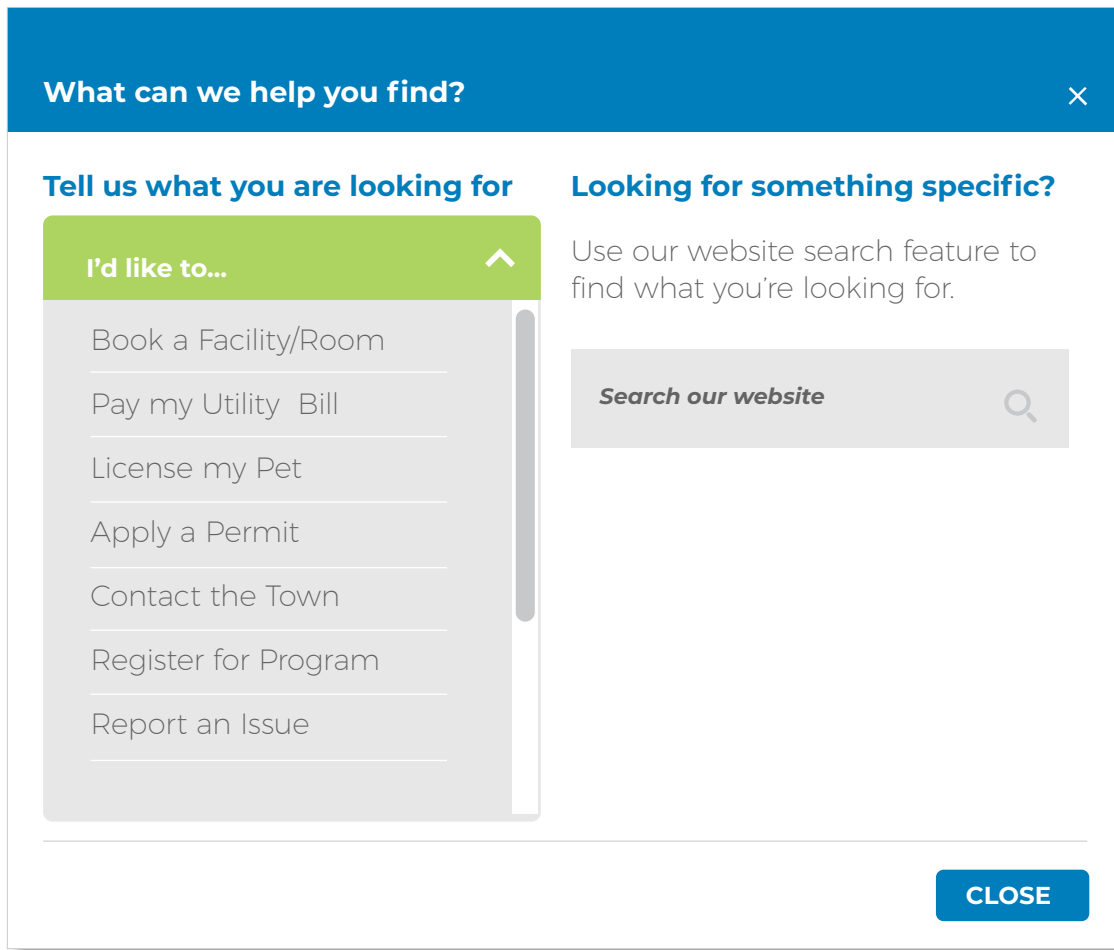 What can we help you find?
Tell us what you are looking for
I'd like to...
Book a Facility/Room
Pay my Utility  Bill
License my Pet
Apply a Permit
Contact the Town
Register for Program
Report an Issue
Looking for something specific?
Use our website search feature to
find what you're looking for.
Search our website
CLOSE